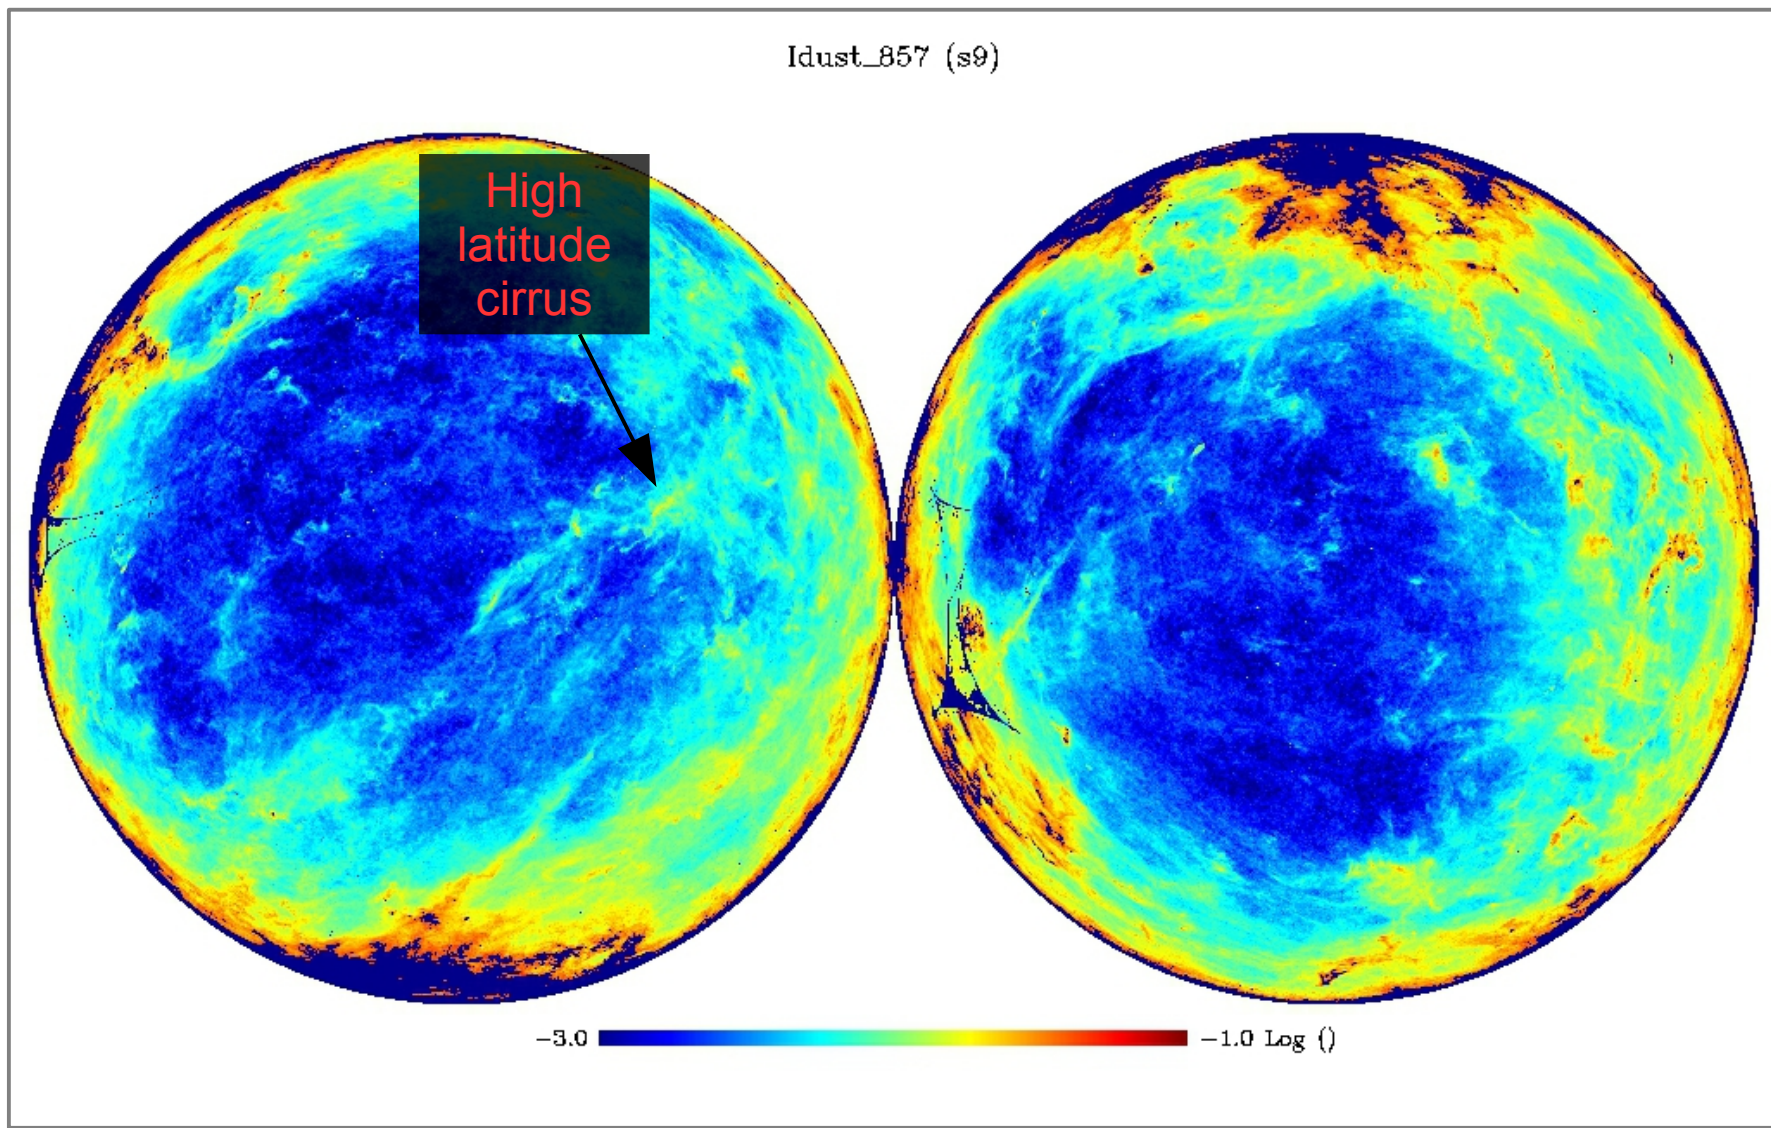 Idust_857 (s9)
High
latitude
cirrus
−3.0
−1.0 Log ()